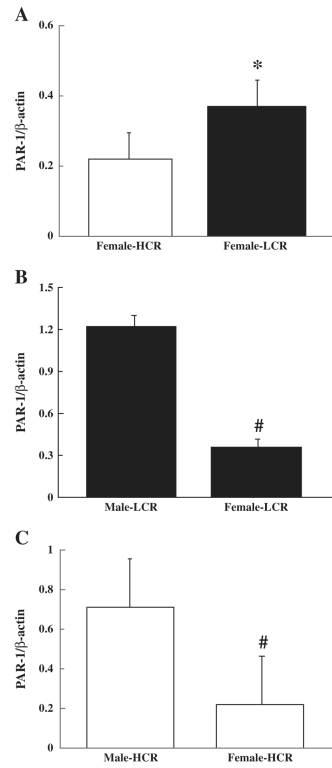 A
0.6
0.4
0.2
0
PAR-1/β-actin
*
Female-HCR Female-LCR
B
1.5
1.2
0.9
0.6
0.3
0
PAR-1/β-actin
#
Male-LCR Female-LCR
C
1
0.8
0.6
0.4
0.2
0
PAR-1/β-actin
#
Male-HCR Female-HCR